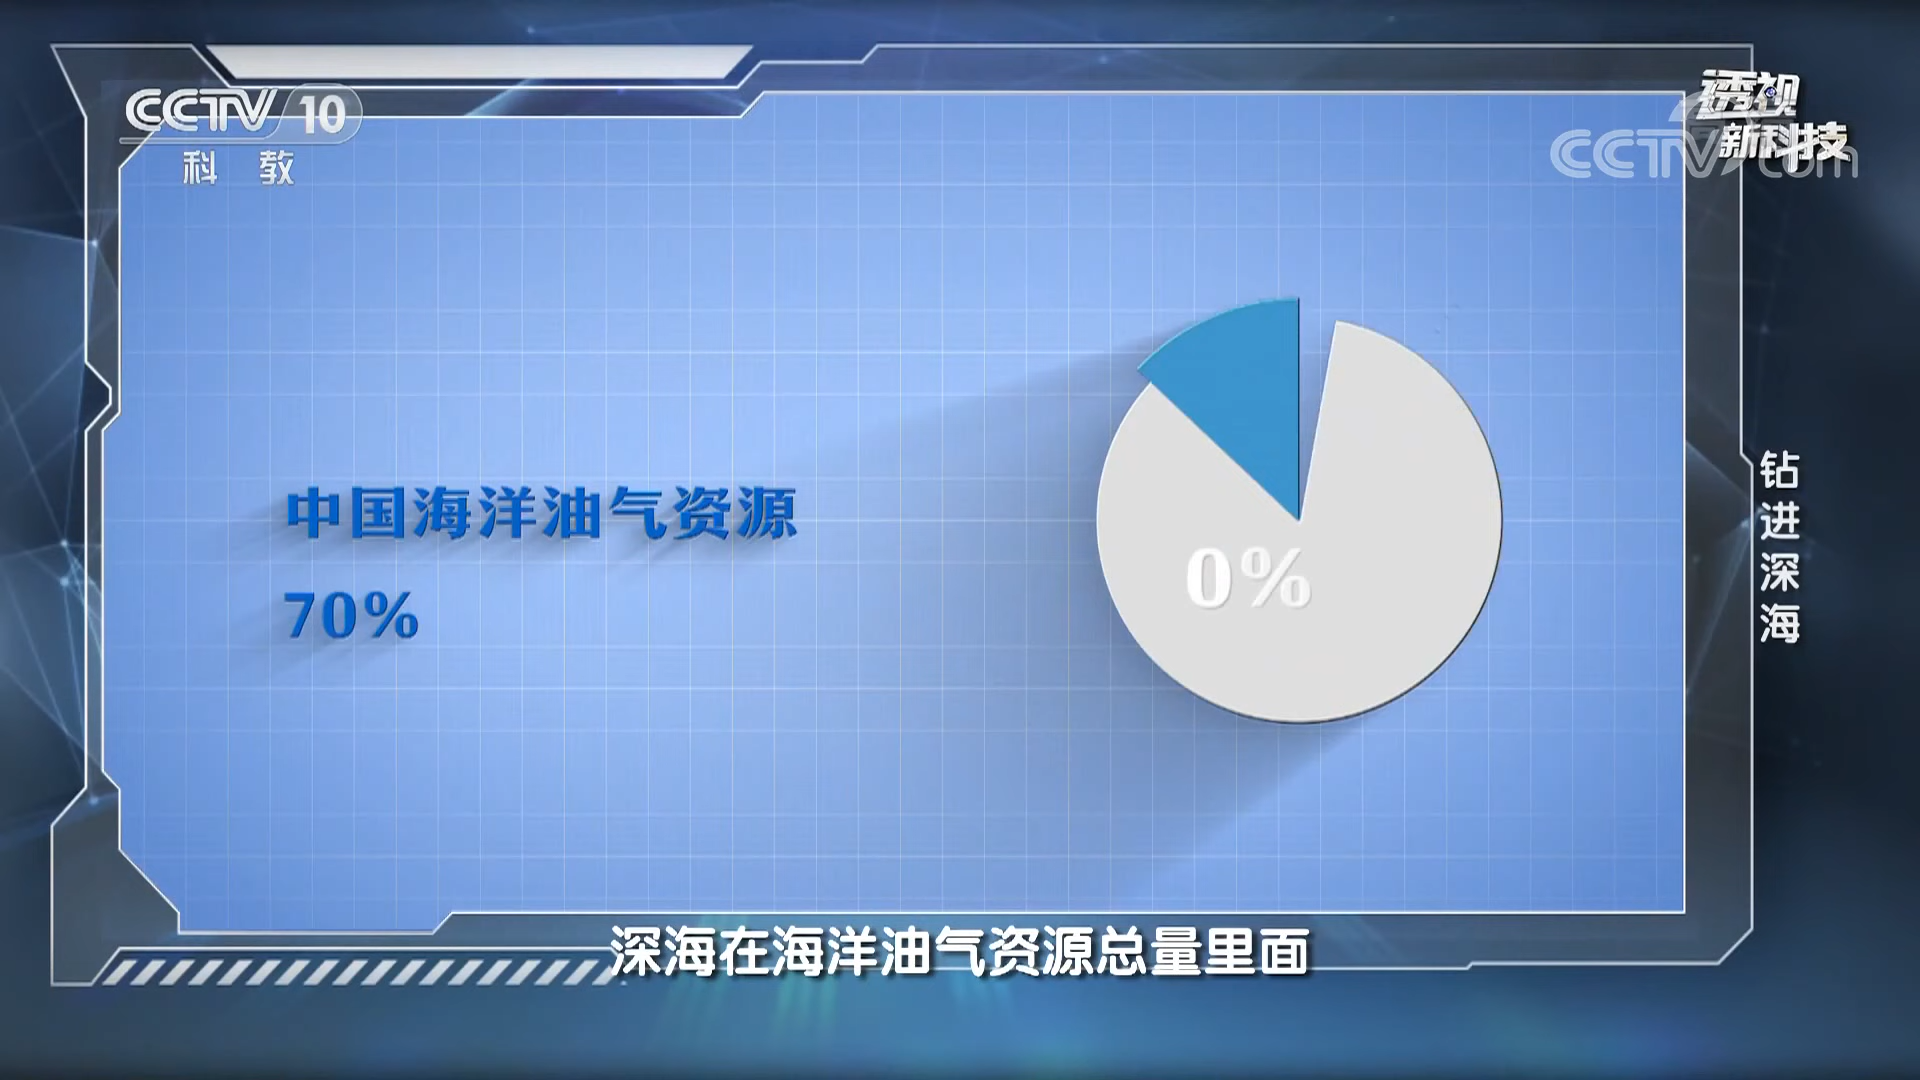 CCTV 10
科 教
透视
新科技
CCTV.com
中国海洋油气资源
70%
0%
钻进深海
深海在海洋油气资源总量里面